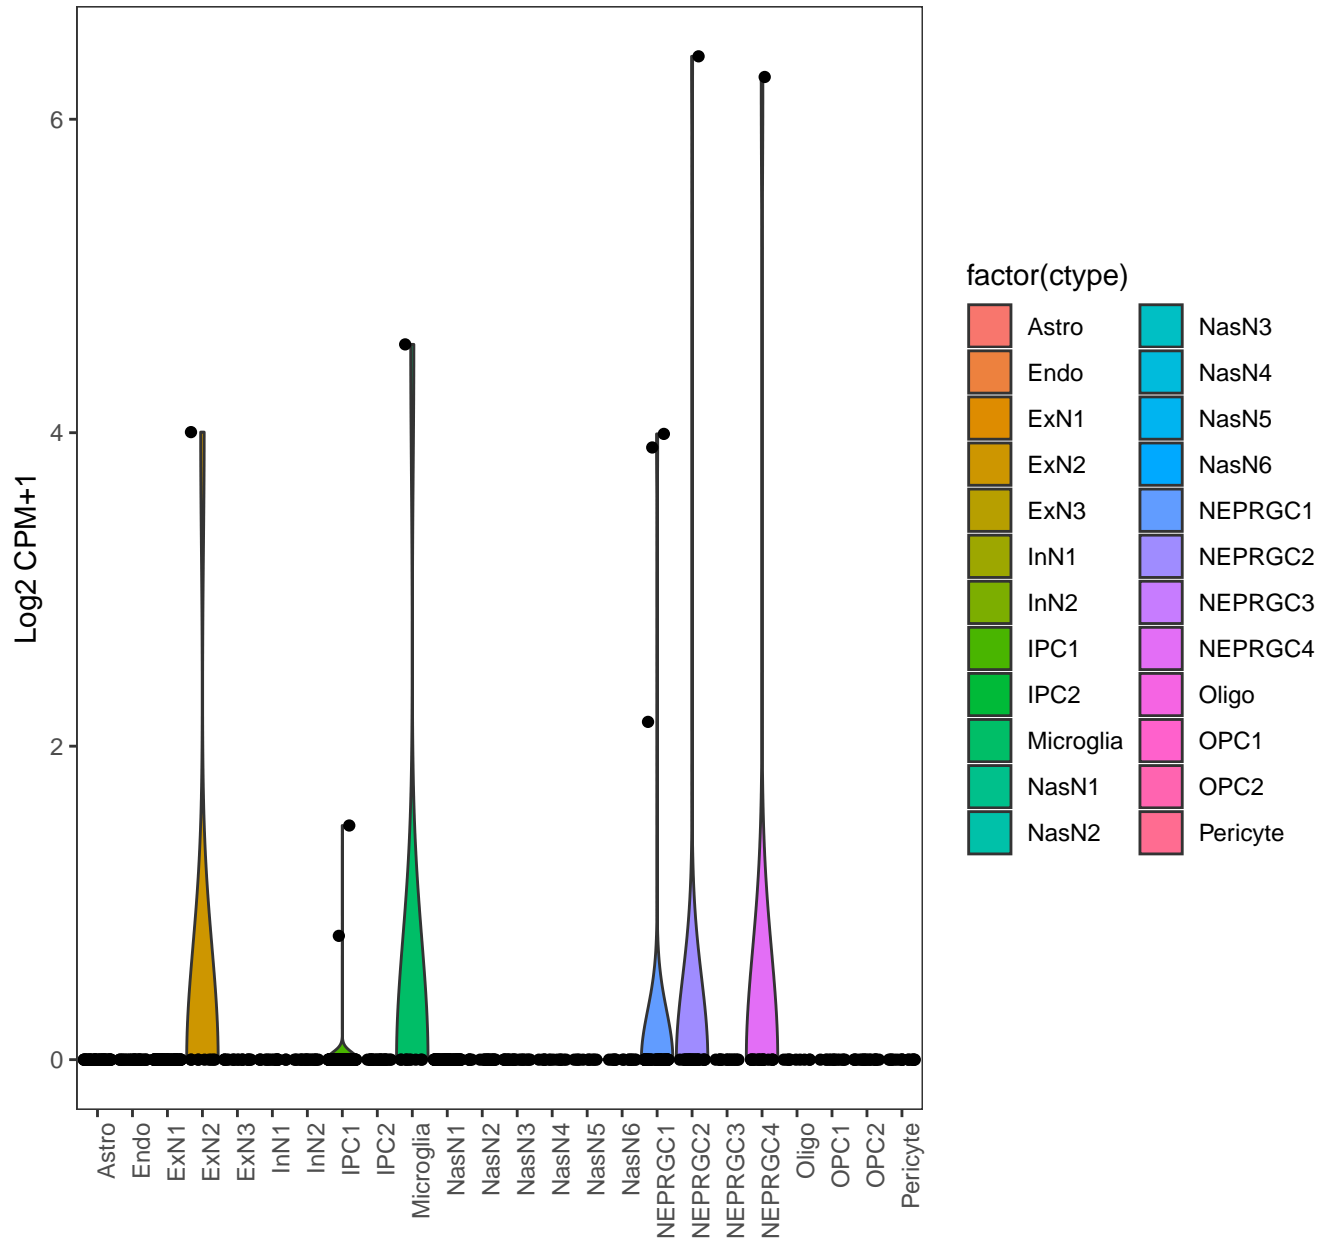 Log2 CPM+1
6
4
2
0
Astro
Endo
ExN1
ExN2
ExN3
InN1
InN2
IPC1
IPC2
Microglia
NasN1
NasN2
NasN3
NasN4
NasN5
NasN6
NEPRGC1
NEPRGC2
NEPRGC3
NEPRGC4
Oligo
OPC1
OPC2
Pericyte
factor(ctype)
Astro
Endo
ExN1
ExN2
ExN3
InN1
InN2
IPC1
IPC2
Microglia
NasN1
NasN2
NasN3
NasN4
NasN5
NasN6
NEPRGC1
NEPRGC2
NEPRGC3
NEPRGC4
Oligo
OPC1
OPC2
Pericyte